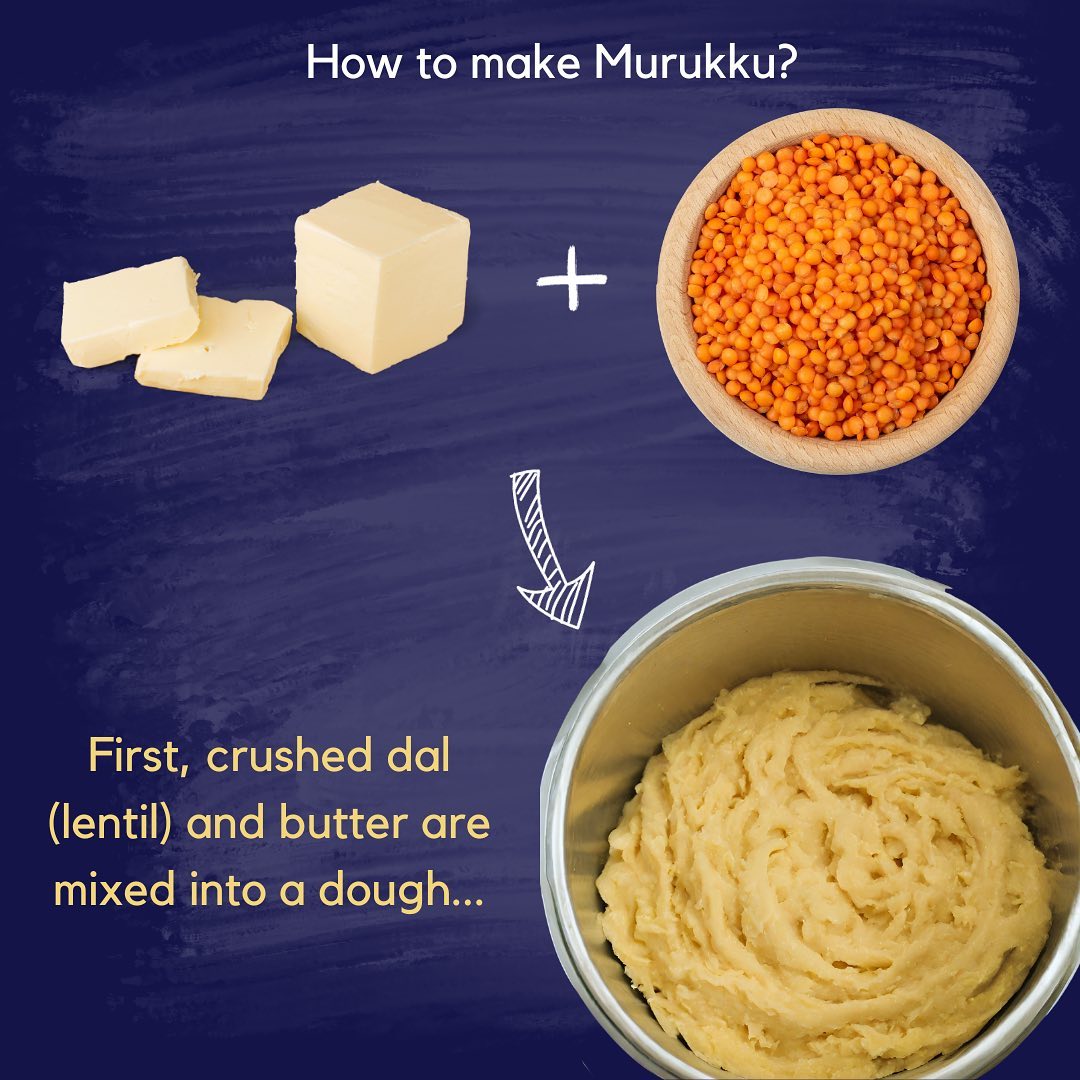 How to make Murukku?
First, crushed dal
(lentil) and butter are
mixed into a dough...